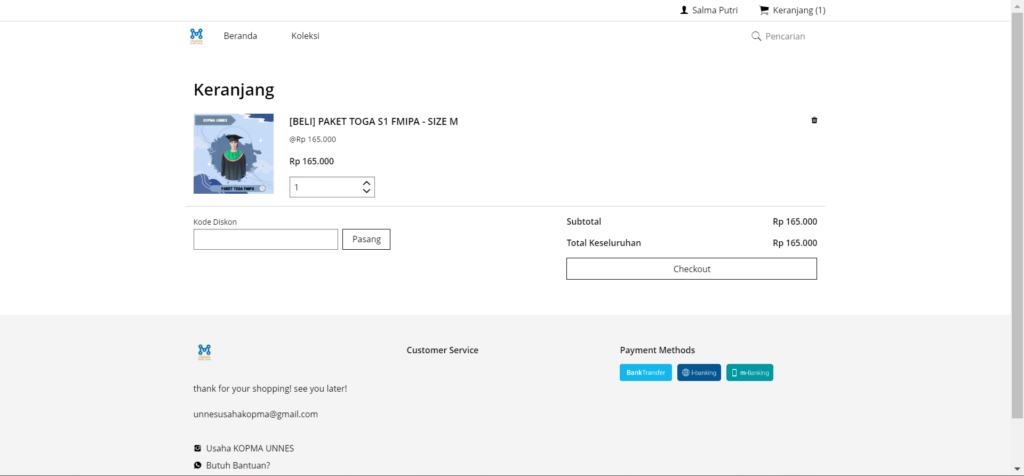 Salma Putri
Keranjang (1)
Beranda
Koleksi
Pencarian
Keranjang
KOPMA UNNES
PAKET TOGA FMIPA
[BELI] PAKET TOGA S1 FMIPA - SIZE M
@Rp 165.000
Rp 165.000
1
Kode Diskon
Pasang
Subtotal
Rp 165.000
Total Keseluruhan
Rp 165.000
Checkout
thank for your shopping! see you later!
unnesusahakopma@gmail.com
Usaha KOPMA UNNES
Butuh Bantuan?
Customer Service
Payment Methods
BankTransfer
i-banking
m-Banking